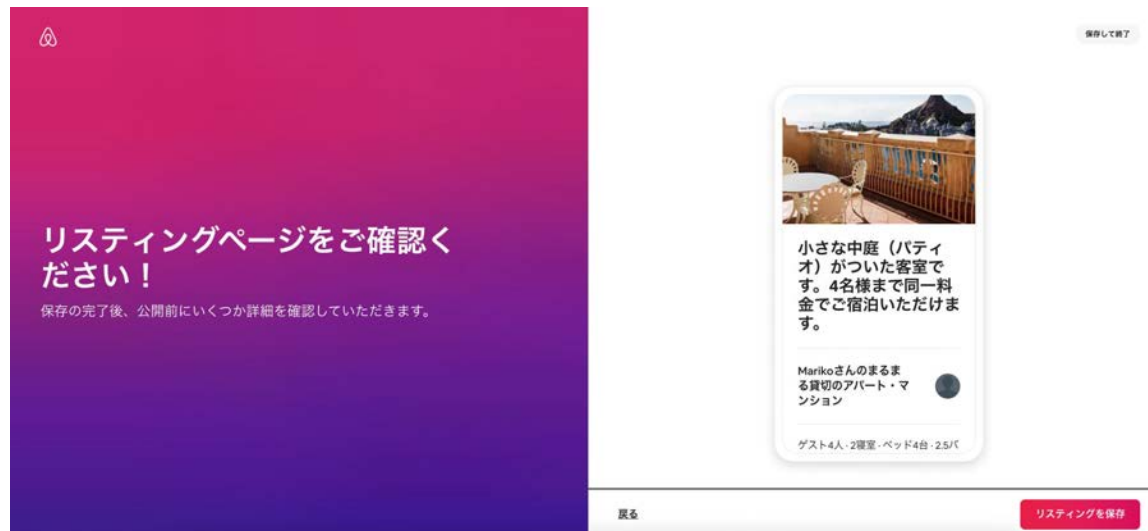 リスティングページをご確認く
ださい！
保存の完了後、公開前にいくつか詳細を確認していただきます。
保存して終了
小さな中庭（パティ
オ）がついた客室で
す。4名様まで同一料
金でご宿泊いただけま
す。
Marikoさんのまるま
る貸切のアパート・マ
ンション
ゲスト4人·2寝室·ベッド4台·2.5バ
戻る
リスティングを保存